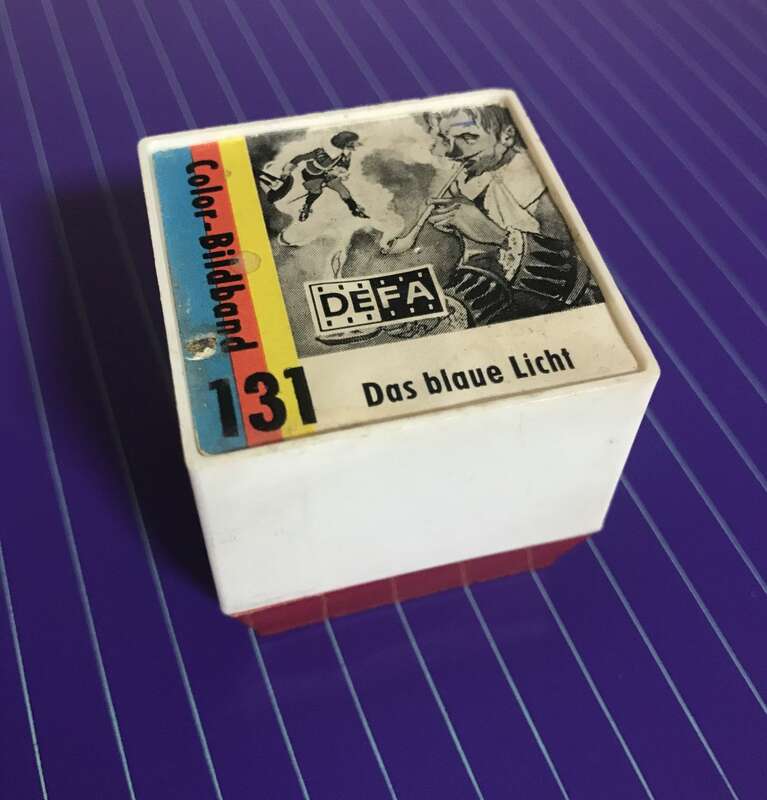 Color-Bildband
DEFA
131
Das blaue Licht